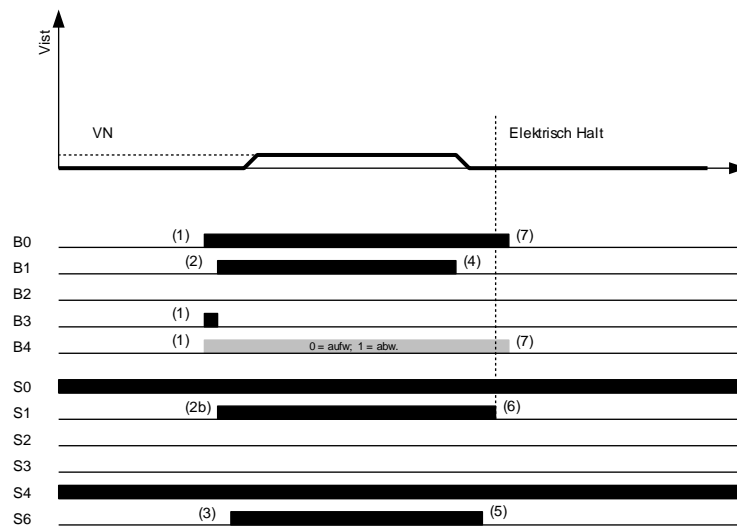 Vist
VN
Elektrisch Halt
B0 (1) (7)
B1 (2) (4)
B2
B3 (1)
B4 (1) 0 = aufw; 1 = abw. (7)
S0
S1 (2b) (6)
S2
S3
S4
S6 (3) (5)